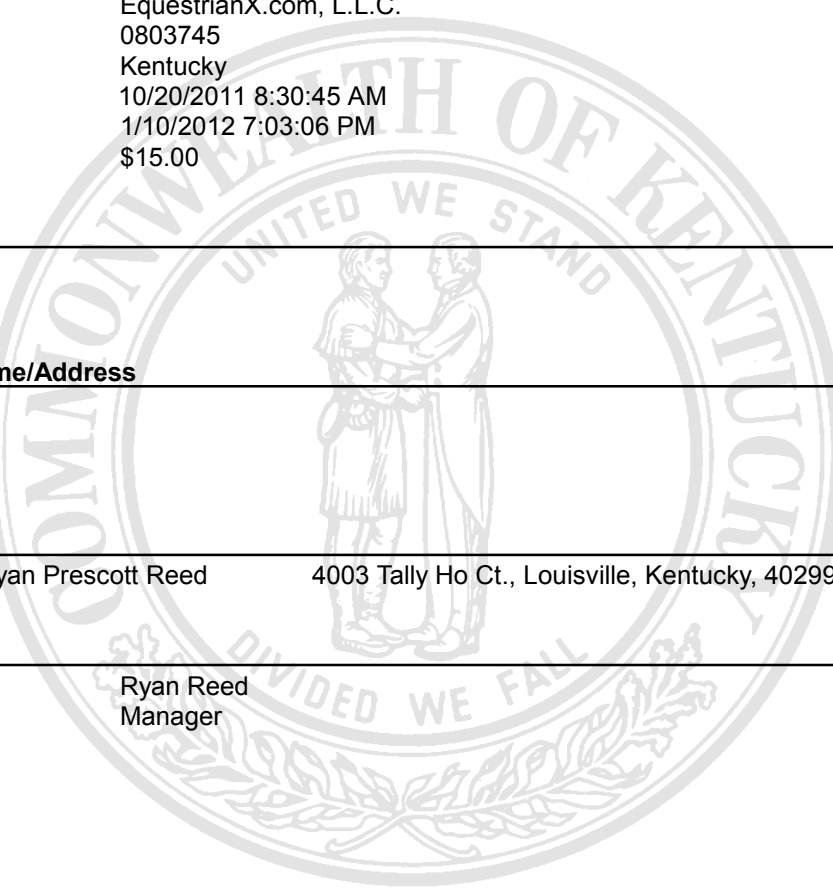 EquestrianX.com, L.L.C.
0803745
Kentucky
10/20/2011 8:30:45 AM
1/10/2012 7:03:06 PM
$15.00
COMMONWEALTH OF KENTUCKY
UNITED WE STAND
me/Address
yan Prescott Reed 4003 Tally Ho Ct., Louisville, Kentucky, 40299
DIVIDED WE FALL
Ryan Reed
Manager